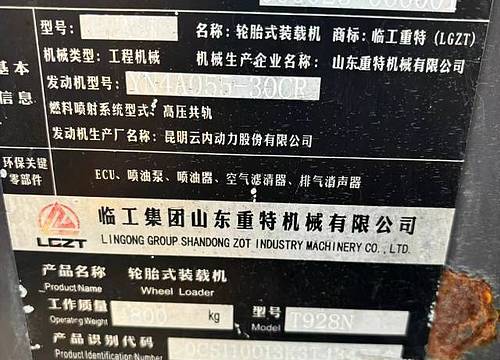 型号： 名称：轮胎式装载机 商标：临工重特 (LGZT)
机械类型：工程机械 机械生产企业名称：山东重特机械有限公司
基本
信息
发动机型号：YN4A055-30CR
燃料喷射系统型式：高压共轨
发动机生产厂名称：昆明云内动力股份有限公司
环保关键
零部件
ECU、喷油泵、喷油器、空气滤清器、排气消声器
LGZT
临工集团山东重特机械有限公司
LINGONG GROUP SHANDONG ZOT INDUSTRY MACHINERY CO., LTD.
产品名称 轮胎式装载机
Product Name Wheel Loader
工作质量 kg 型号 T928N
Operating Weight Model
产品识别代码
Product Identification Number